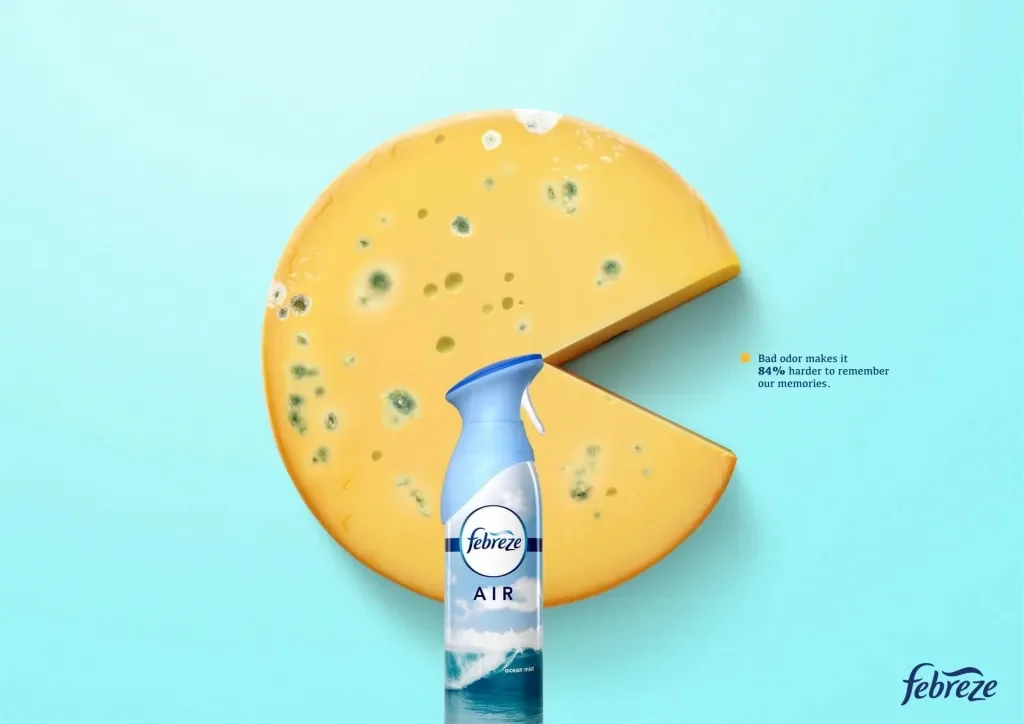 Bad odor makes it
84% harder to remember
our memories.
febreze
AIR
ocean mist
febreze